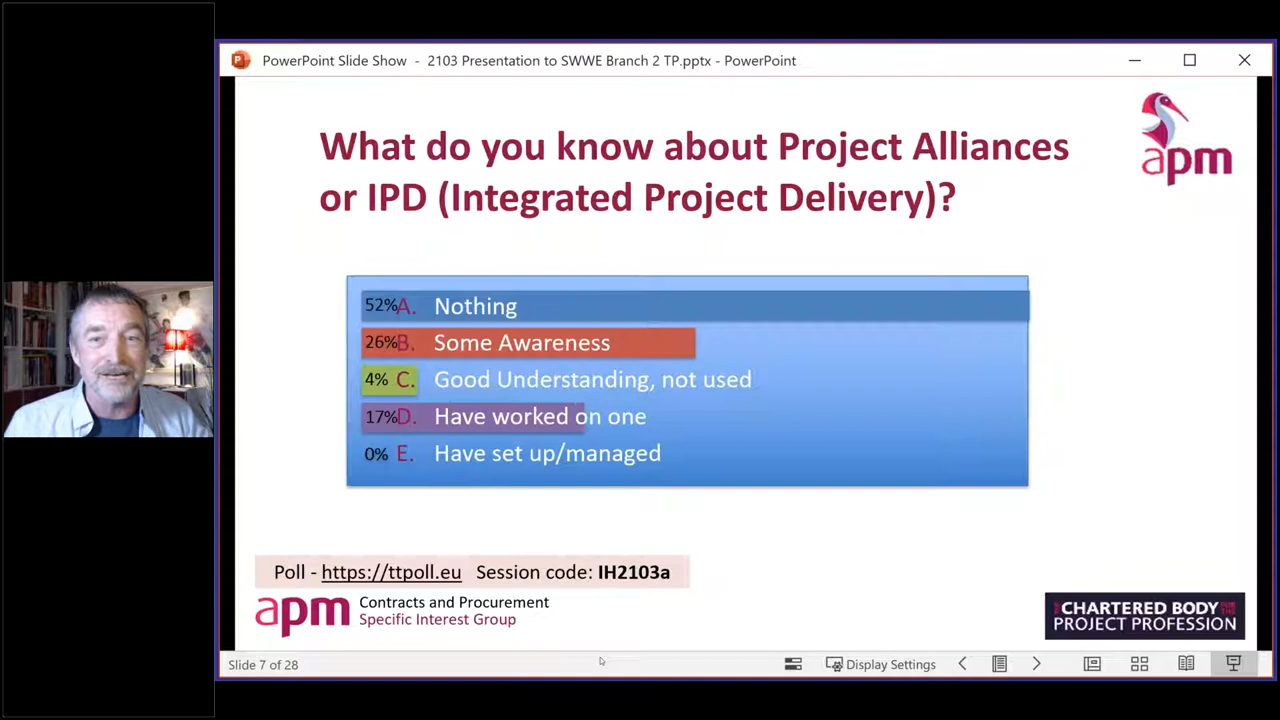 PowerPoint Slide Show - 2103 Presentation to SWWE Branch 2 TP.pptx - PowerPoint
apm
What do you know about Project Alliances
or IPD (Integrated Project Delivery)?
52% A. Nothing
26% B. Some Awareness
4% C. Good Understanding, not used
17% D. Have worked on one
0% E. Have set up/managed
Poll - https://ttpoll.eu Session code: IH2103a
apm
Contracts and Procurement
Specific Interest Group
THE CHARTERED BODY FOR THE
PROJECT PROFESSION
Slide 7 of 28
Display Settings